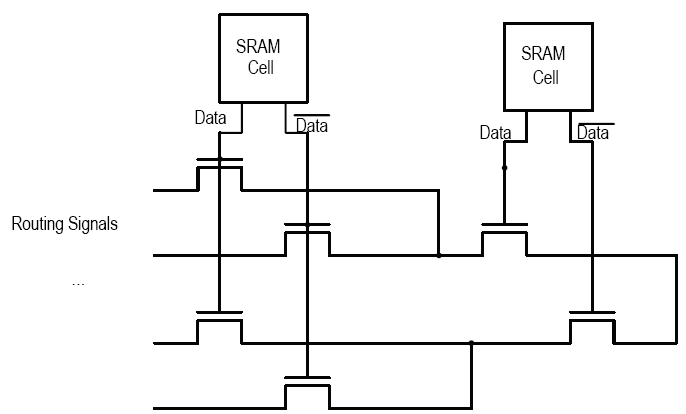 SRAM
Cell
SRAM
Cell
Data
Data
Data
Data
Routing Signals
...